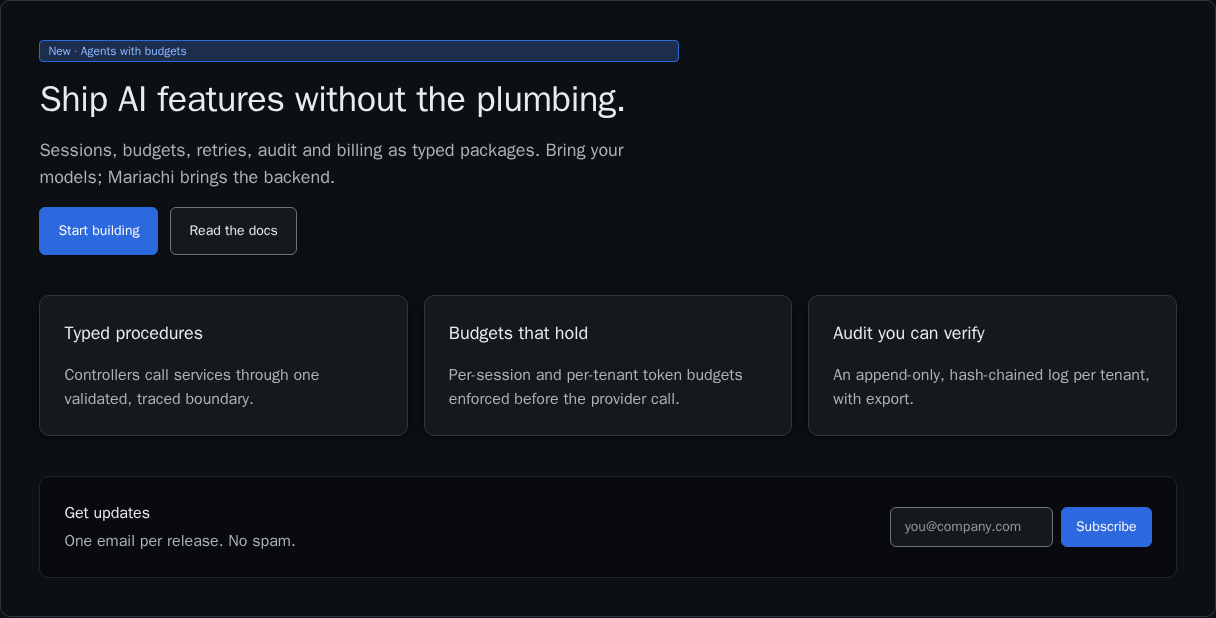 New · Agents with budgets
Ship AI features without the plumbing.
Sessions, budgets, retries, audit and billing as typed packages. Bring your
models; Mariachi brings the backend.
Start building
Read the docs
Typed procedures
Controllers call services through one
validated, traced boundary.
Budgets that hold
Per-session and per-tenant token budgets
enforced before the provider call.
Audit you can verify
An append-only, hash-chained log per tenant,
with export.
Get updates
One email per release. No spam.
you@company.com
Subscribe